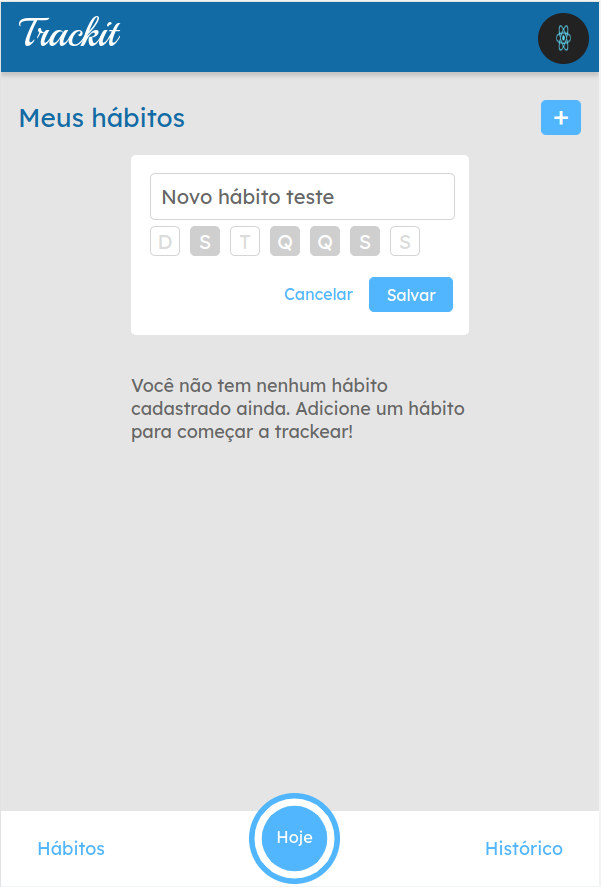 Trackit
Meus hábitos
+
Novo hábito teste
D S T Q Q S S
Cancelar Salvar
Você não tem nenhum hábito
cadastrado ainda. Adicione um hábito
para começar a trackear!
Hábitos Hoje Histórico